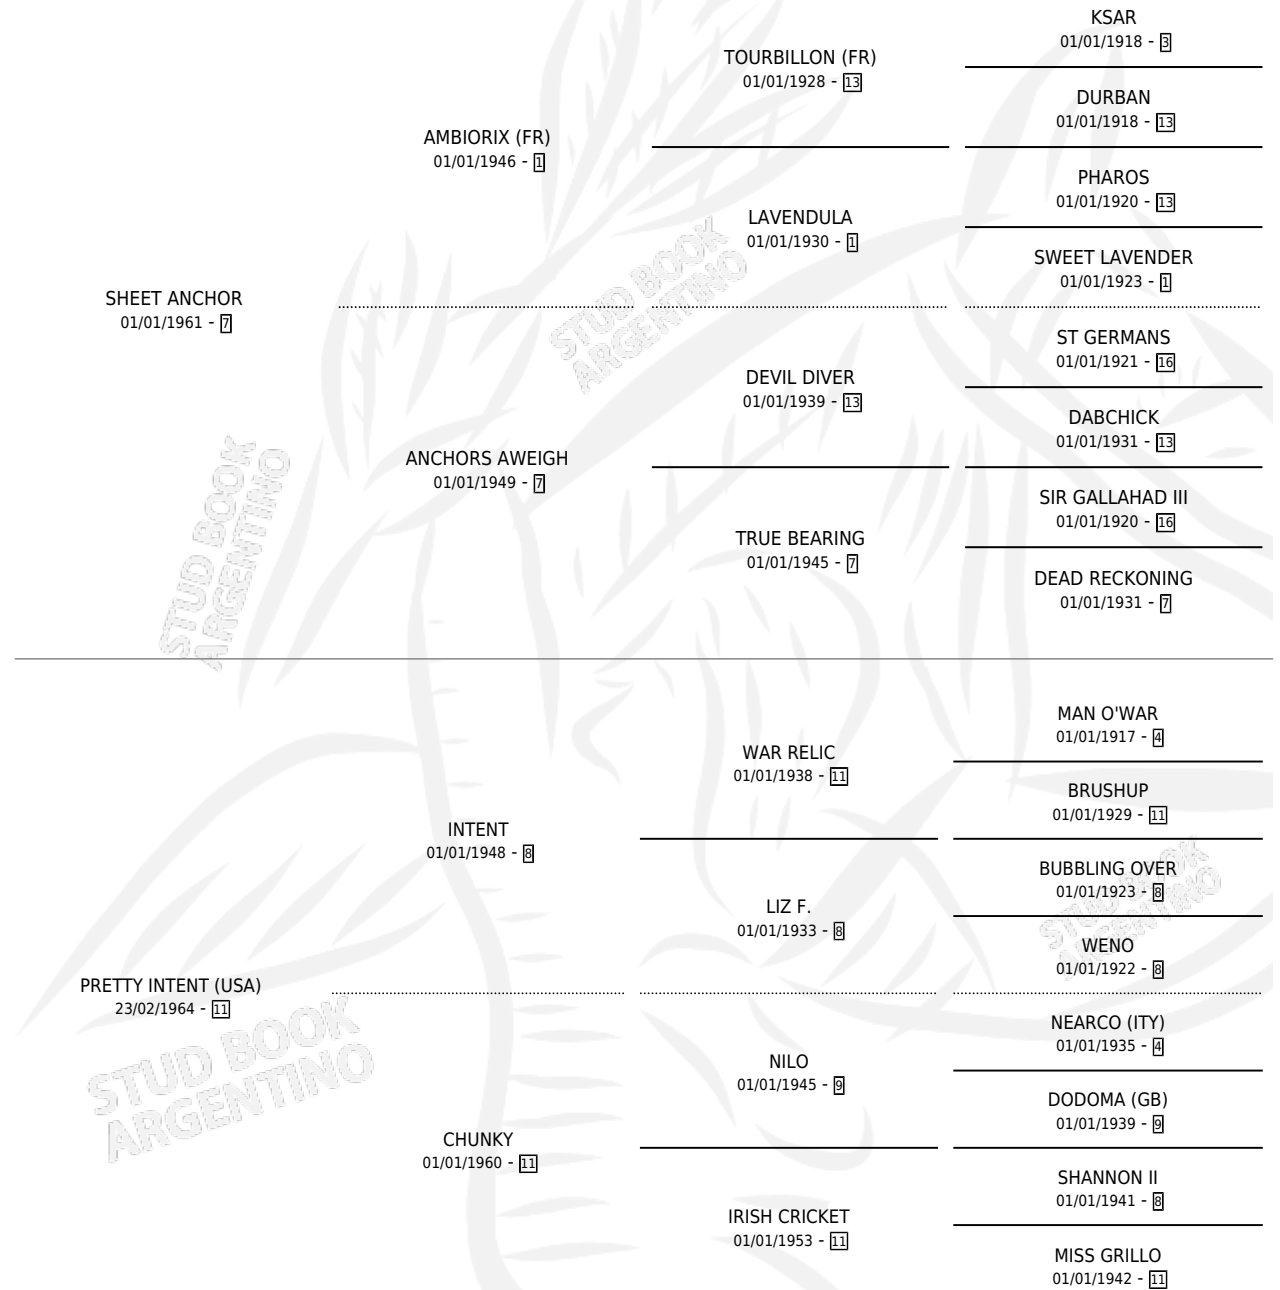 KSAR
01/01/1918 - 3
TOURBILLON (FR)
01/01/1928 - 13
DURBAN
01/01/1918 - 13
AMBIORIX (FR)
01/01/1946 - 1
PHAROS
01/01/1920 - 13
LAVENDULA
01/01/1930 - 1
SWEET LAVENDER
01/01/1923 - 1
SHEET ANCHOR
01/01/1961 - 7
ST GERMANS
01/01/1921 - 16
DEVIL DIVER
01/01/1939 - 13
DABCHICK
01/01/1931 - 13
ANCHORS AWEIGH
01/01/1949 - 7
SIR GALLAHAD III
01/01/1920 - 16
TRUE BEARING
01/01/1945 - 7
DEAD RECKONING
01/01/1931 - 7
MAN O'WAR
01/01/1917 - 4
WAR RELIC
01/01/1938 - 11
BRUSHUP
01/01/1929 - 11
INTENT
01/01/1948 - 8
BUBBLING OVER
01/01/1923 - 8
LIZ F.
01/01/1933 - 8
WENO
01/01/1922 - 8
PRETTY INTENT (USA)
23/02/1964 - 11
NEARCO (ITY)
01/01/1935 - 4
NILO
01/01/1945 - 9
DODOMA (GB)
01/01/1939 - 9
CHUNKY
01/01/1960 - 11
SHANNON II
01/01/1941 - 8
IRISH CRICKET
01/01/1953 - 11
MISS GRILLO
01/01/1942 - 11
STUD BOOK
ARGENTINO
STUD BOOK
ARGENTINO
STUD BOOK
ARGENTINO
STUD BOOK
ARGENTINO